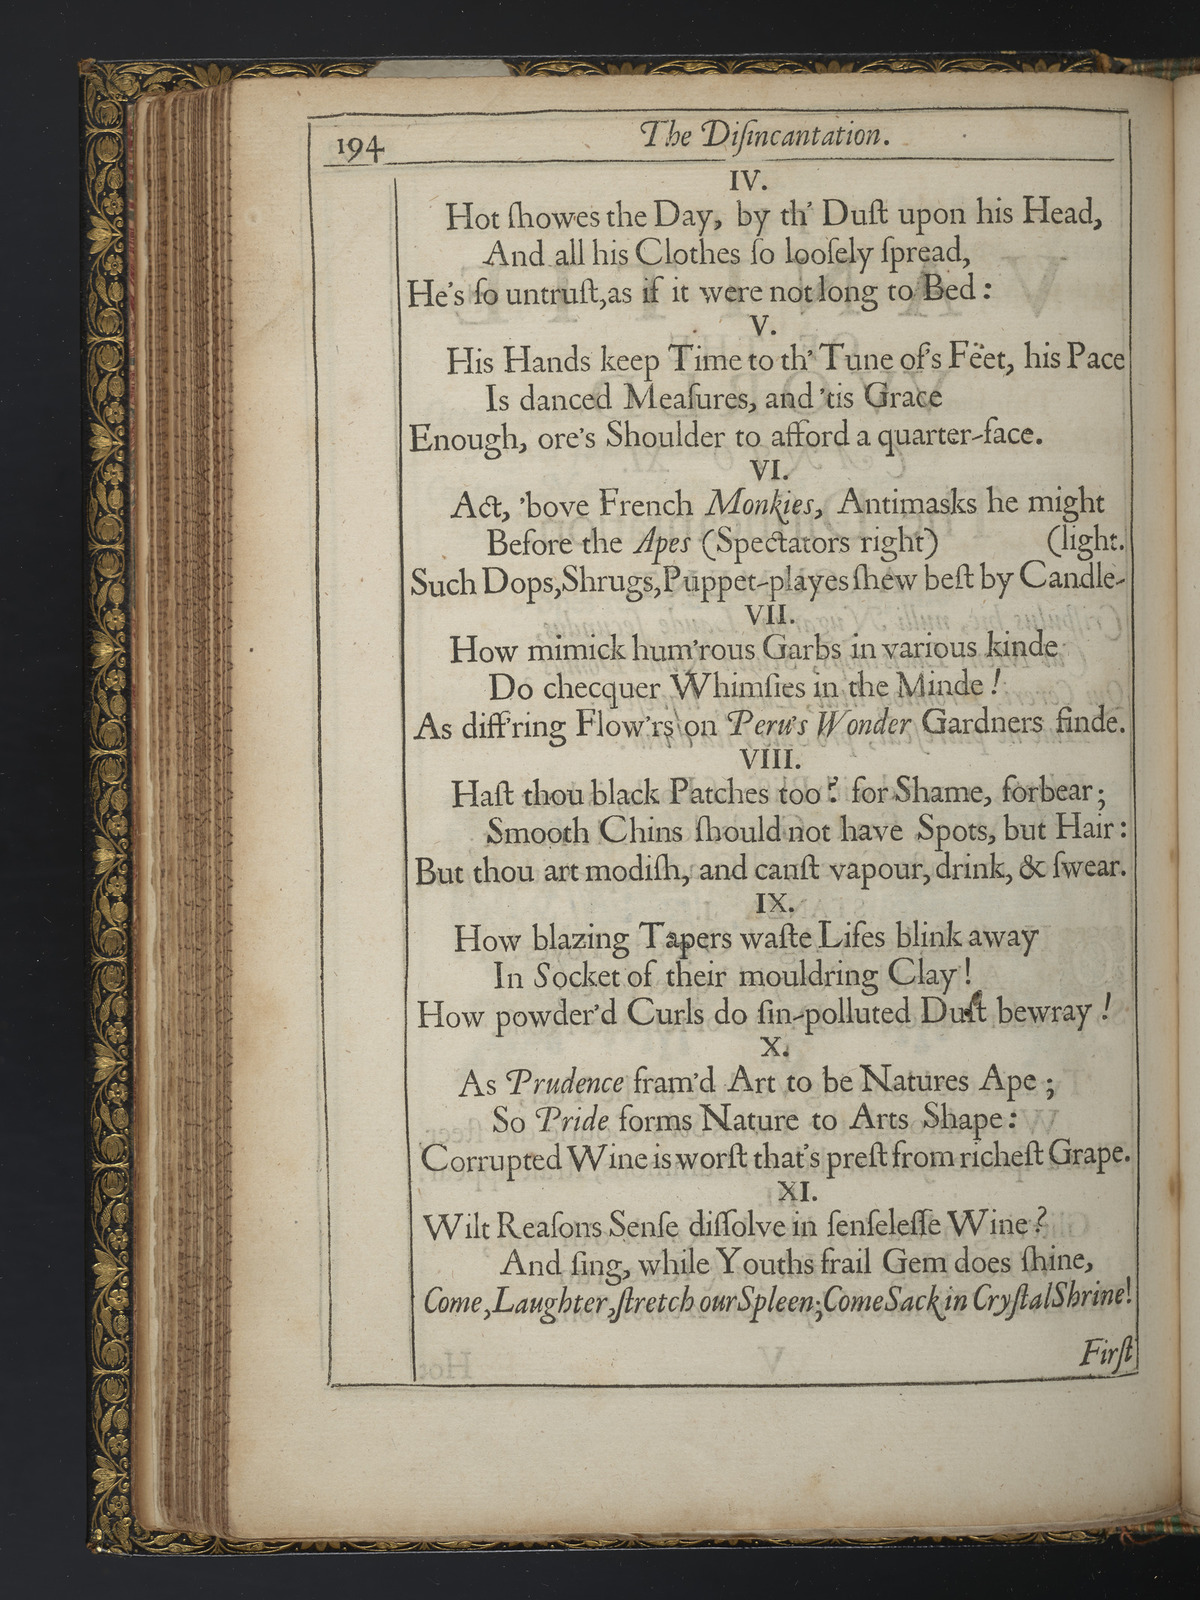 194 The Diſincantation.
IV.
Hot ſhowes the Day, by th' Duſt upon his Head,
And all his Clothes ſo looſely ſpread,
He's ſo untruſt, as if it were not long to Bed:
V.
His Hands keep Time to th' Tune of's Feet, his Pace
Is danced Meaſures, and 'tis Grace
Enough, ore's Shoulder to afford a quarter-face.
VI.
Act, 'bove French Monkies, Antimasks he might
Before the Apes (Spectators right) (light.
Such Dops, Shrugs, Puppet-playes ſhew beſt by Candle-
VII.
How mimick hum'rous Garbs in various kinde
Do checquer Whimſies in the Minde!
As diff'ring Flow'rs on Peru's Wonder Gardners finde.
VIII.
Haſt thou black Patches too? for Shame, forbear;
Smooth Chins ſhould not have Spots, but Hair:
But thou art modiſh, and canſt vapour, drink, & ſwear.
IX.
How blazing Tapers waſte Lifes blink away
In Socket of their mouldring Clay!
How powder'd Curls do ſin-polluted Duſt bewray!
X.
As Prudence fram'd Art to be Natures Ape;
So Pride forms Nature to Arts Shape:
Corrupted Wine is worſt that's preſt from richeſt Grape.
XI.
Wilt Reaſons Senſe diſſolve in ſenſeleſſe Wine?
And ſing, while Youths frail Gem does ſhine,
Come, Laughter, ſtretch our Spleen; Come Sack in Cryſtal Shrine!
Firſt